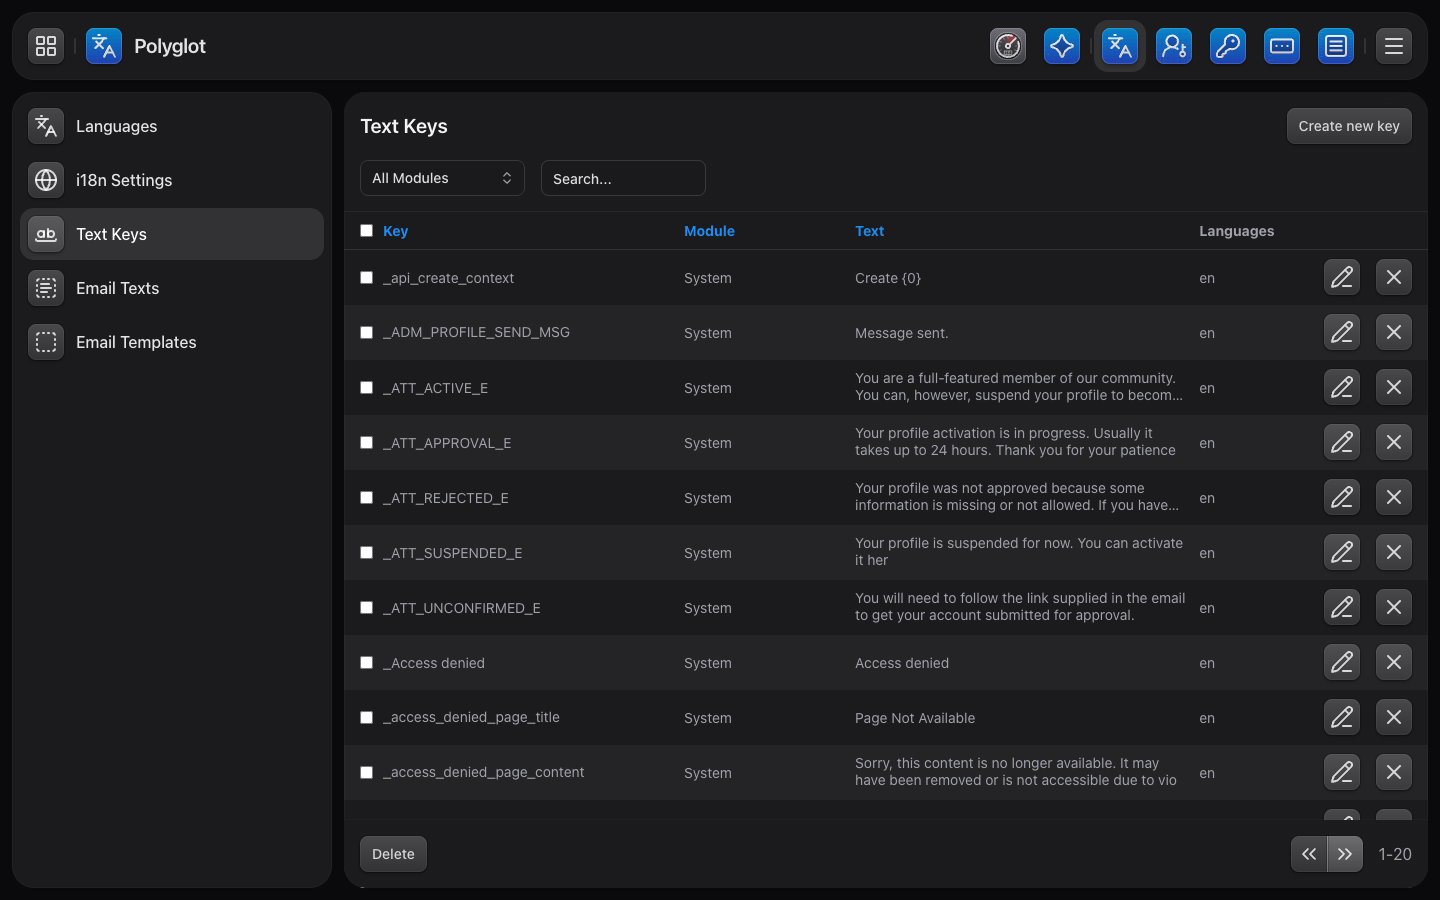 Polyglot
Languages
i18n Settings
Text Keys
Email Texts
Email Templates
Text Keys
Create new key
All Modules
Search...
Key Module Text Languages
_api_create_context System Create {0} en
_ADM_PROFILE_SEND_MSG System Message sent. en
_ATT_ACTIVE_E System You are a full-featured member of our community. en
You can, however, suspend your profile to becom...
_ATT_APPROVAL_E System Your profile activation is in progress. Usually it en
takes up to 24 hours. Thank you for your patience
_ATT_REJECTED_E System Your profile was not approved because some en
information is missing or not allowed. If you have...
_ATT_SUSPENDED_E System Your profile is suspended for now. You can activate en
it her
_ATT_UNCONFIRMED_E System You will need to follow the link supplied in the email en
to get your account submitted for approval.
_Access denied System Access denied en
_access_denied_page_title System Page Not Available en
_access_denied_page_content System Sorry, this content is no longer available. It may en
have been removed or is not accessible due to vio
Delete
1-20